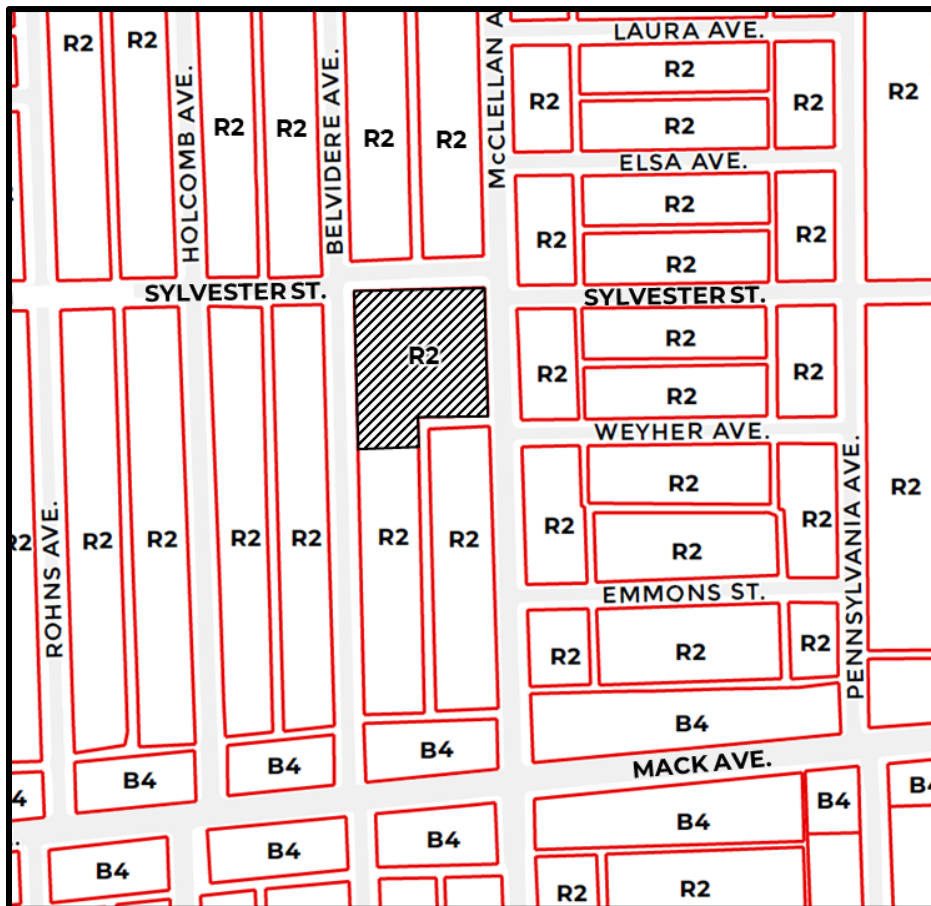 LAURA AVE.
R2
R2
R2
R2
R2
R2
R2
R2
R2
R2
R2
R2
HOLCOMB AVE.
BELVIDERE AVE.
McCLELLAN A
ELSA AVE.
R2
R2
R2
R2
SYLVESTER ST.
SYLVESTER ST.
R2
R2
R2
R2
R2
WEYHER AVE.
R2
R2
R2
R2
R2
R2
R2
R2
R2
R2
R2
R2
ROHNS AVE.
PENNSYLVANIA AVE.
EMMONS ST.
R2
R2
R2
B4
B4
B4
B4
MACK AVE.
4
B4
B4
B4
B4
B4
B4
R2
R2